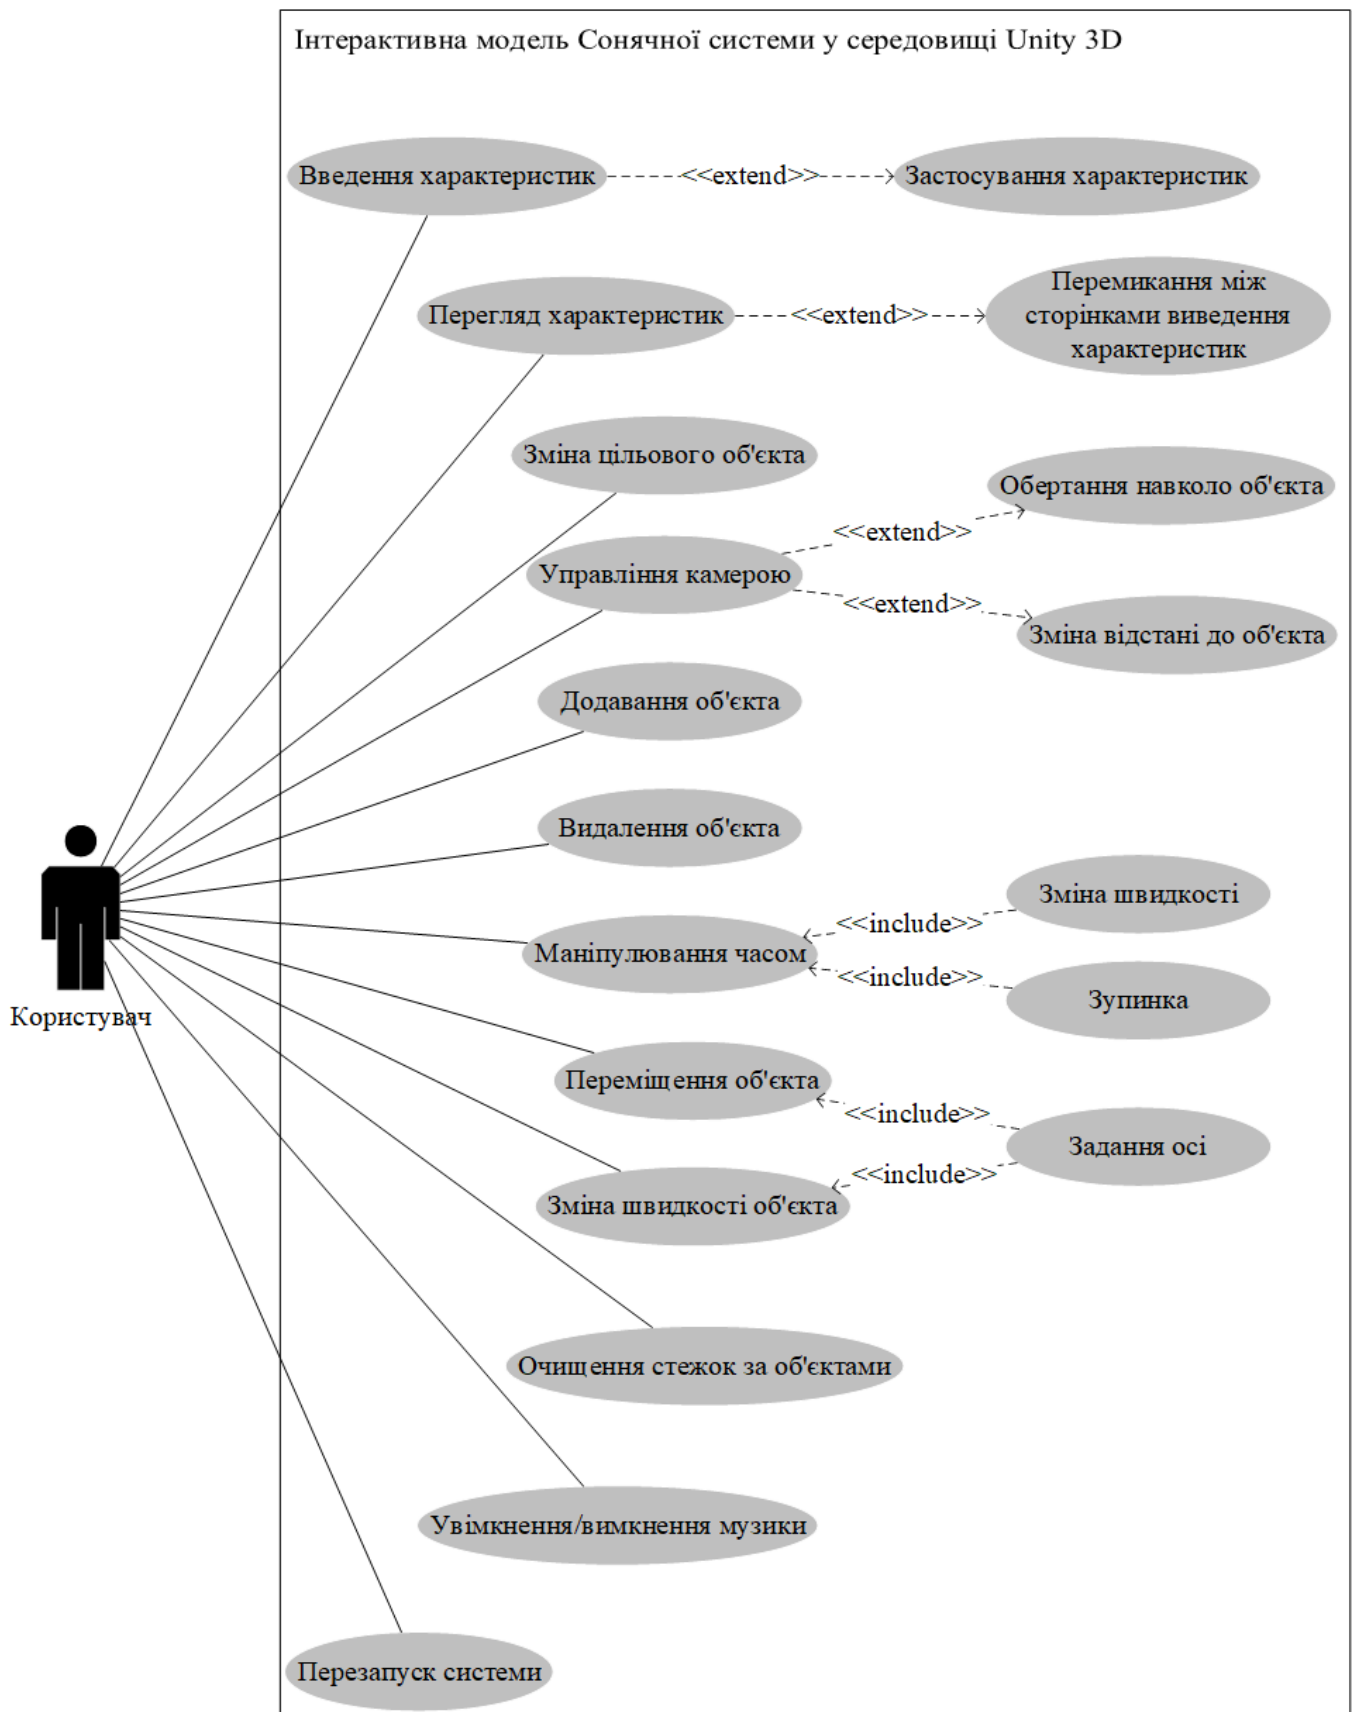 Інтерактивна модель Сонячної системи у середовищі Unity 3D
Введення характеристик
<<extend>>
Застосування характеристик
Перегляд характеристик
<<extend>>
Перемикання між
сторінками виведення
характеристик
Зміна цільового об'єкта
Обертання навколо об'єкта
<<extend>>
Управління камерою
<<extend>>
Зміна відстані до об'єкта
Додавання об'єкта
Видалення об'єкта
Зміна швидкості
<<include>>
Маніпулювання часом
<<include>>
Зупинка
Користувач
Переміщення об'єкта
<<include>>
Задання осі
<<include>>
Зміна швидкості об'єкта
Очищення стежок за об'єктами
Увімкнення/вимкнення музики
Перезапуск системи